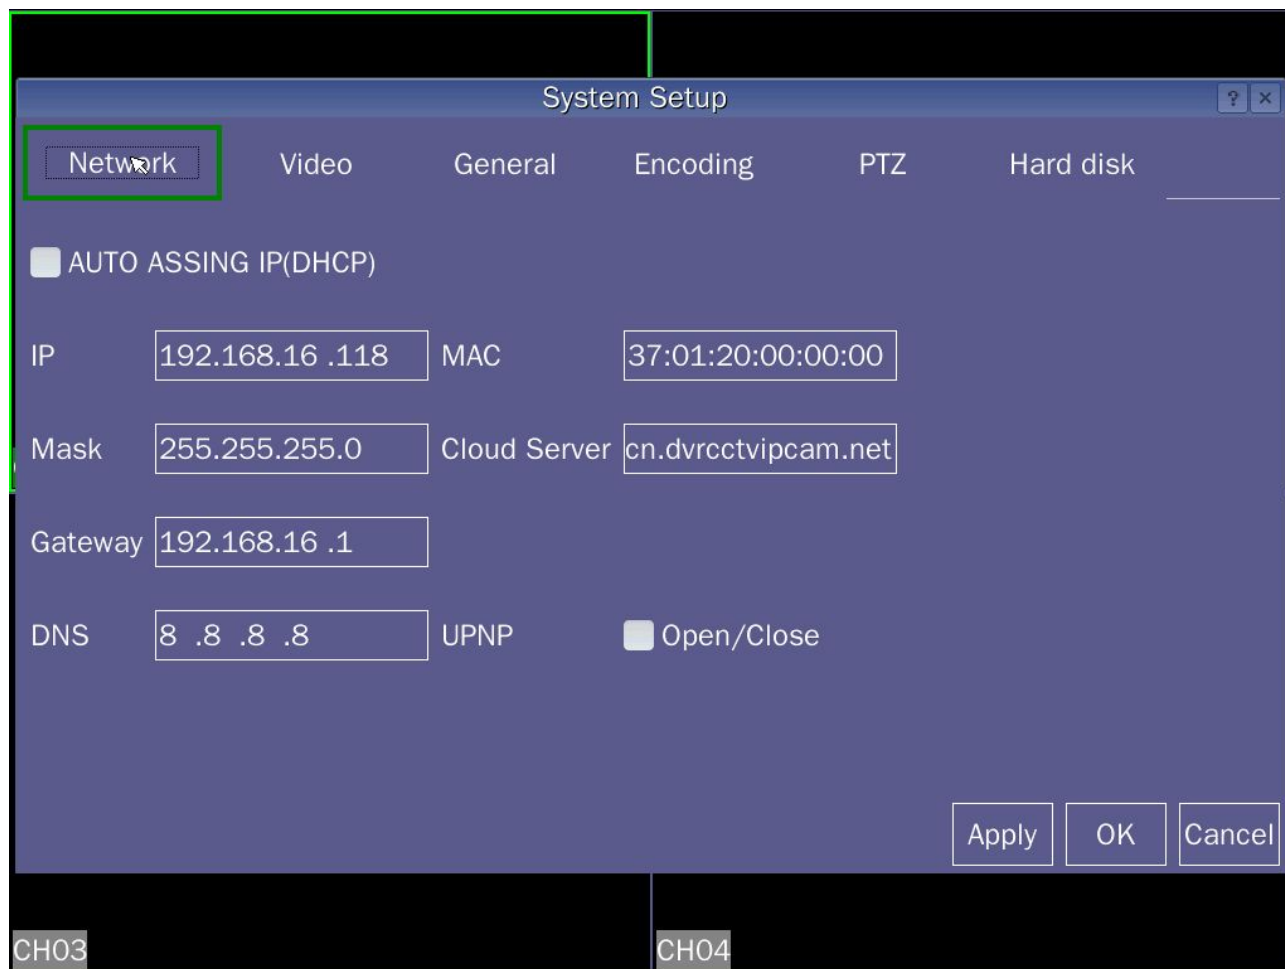 System Setup
Network Video General Encoding PTZ Hard disk
AUTO ASSING IP(DHCP)
IP 192.168.16 .118 MAC 37:01:20:00:00:00
Mask 255.255.255.0 Cloud Server cn.dvrcctvipcam.net
Gateway 192.168.16 .1
DNS 8 .8 .8 .8 UPNP Open/Close
Apply OK Cancel
CH03 CH04